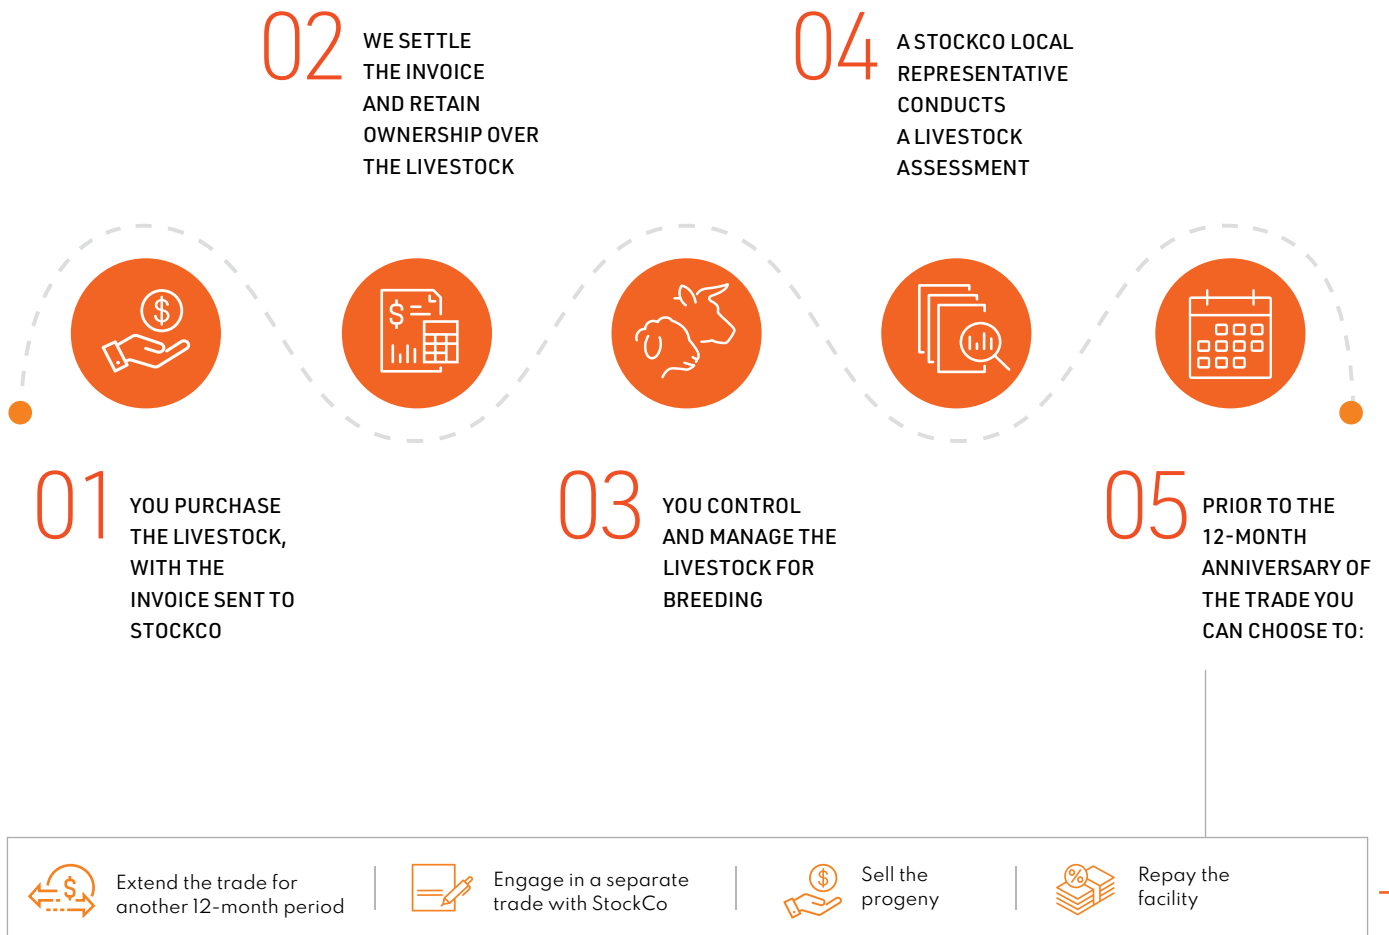 01
YOU PURCHASE
THE LIVESTOCK,
WITH THE
INVOICE SENT TO
STOCKCO
02
WE SETTLE
THE INVOICE
AND RETAIN
OWNERSHIP OVER
THE LIVESTOCK
03
YOU CONTROL
AND MANAGE THE
LIVESTOCK FOR
BREEDING
04
A STOCKCO LOCAL
REPRESENTATIVE
CONDUCTS
A LIVESTOCK
ASSESSMENT
05
PRIOR TO THE
12-MONTH
ANNIVERSARY OF
THE TRADE YOU
CAN CHOOSE TO:
Extend the trade for
another 12-month period
Engage in a separate
trade with StockCo
Sell the
progeny
Repay the
facility